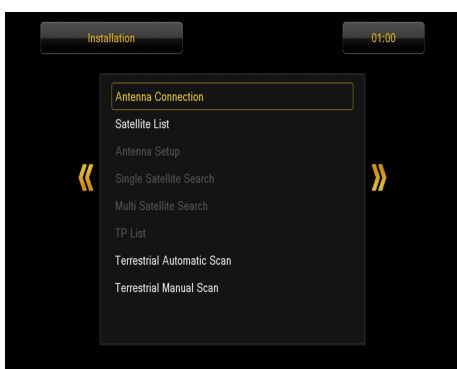 Installation
01:00
Antenna Connection
Satellite List
Antenna Setup
Single Satellite Search
Multi Satellite Search
TP List
Terrestrial Automatic Scan
Terrestrial Manual Scan